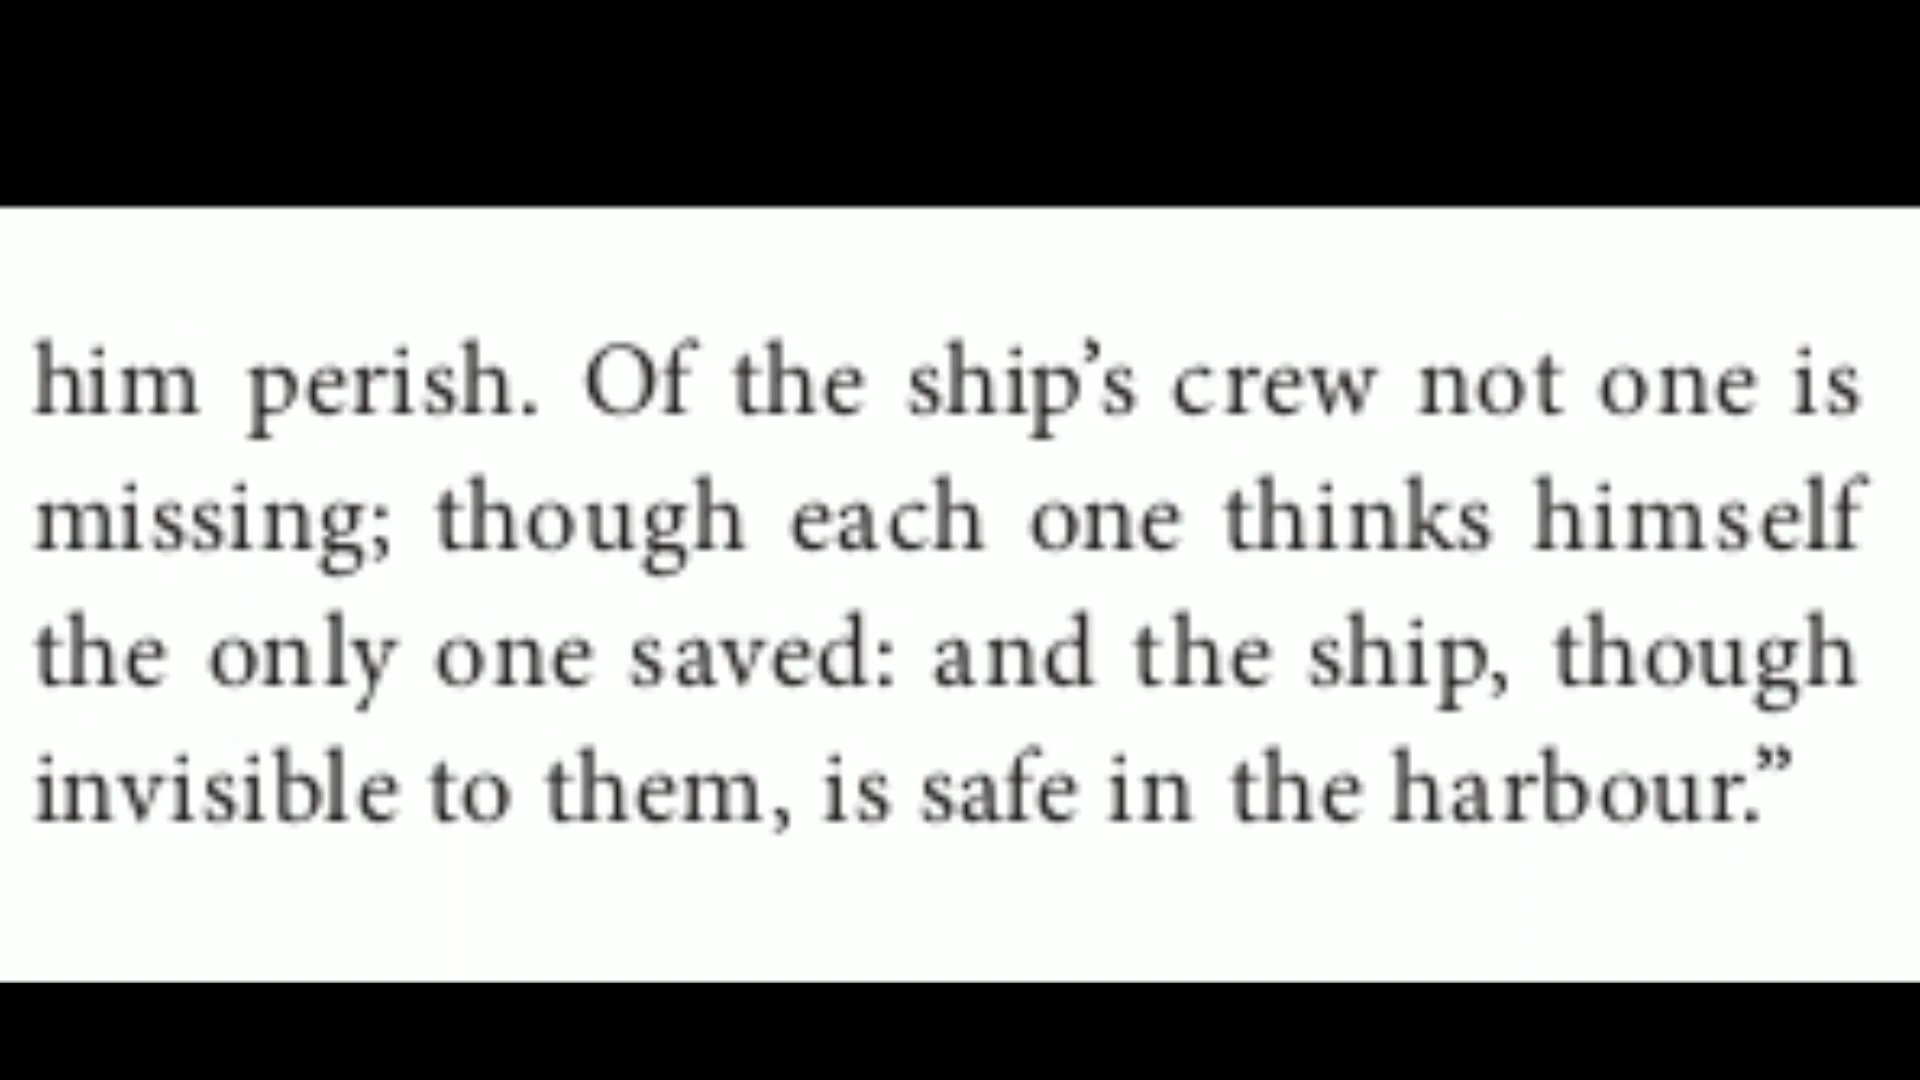 him perish. Of the ship’s crew not one is
missing; though each one thinks himself
the only one saved: and the ship, though
invisible to them, is safe in the harbour.”